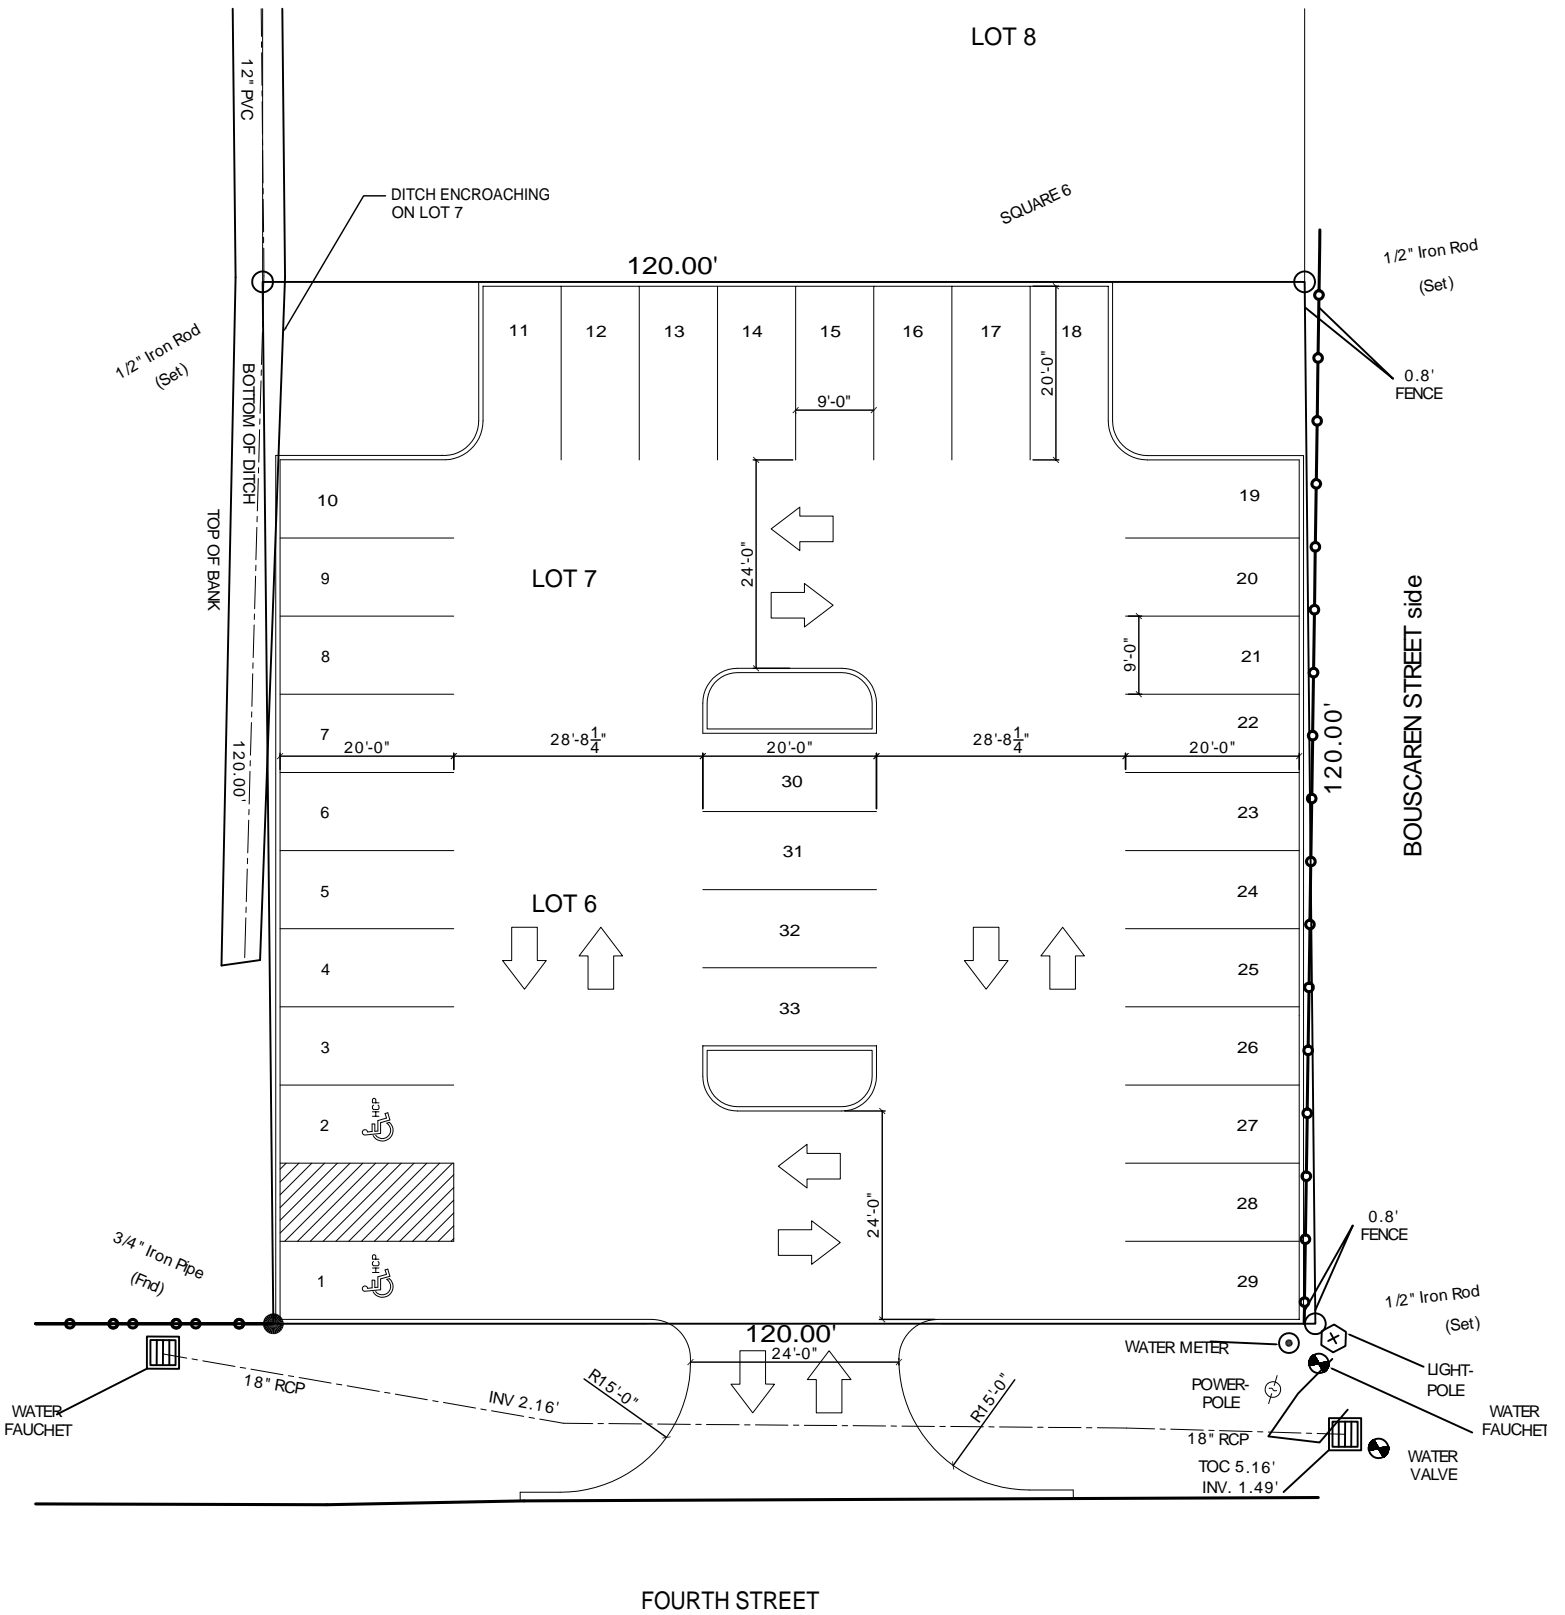 LOT 8
12" PVC
DITCH ENCROACHING
ON LOT 7
SQUARE 6
120.00'
1/2" Iron Rod
(Set)
1/2" Iron Rod
(Set)
11
12
13
14
15
16
17
18
20'-0"
9'-0"
0.8'
FENCE
BOTTOM OF DITCH
TOP OF BANK
120.00'
10
19
24'-0"
LOT 7
9
20
8
21
9'-0"
7
22
20'-0"
28'-8 1/4"
20'-0"
28'-8 1/4"
20'-0"
BOUSCAREN STREET side
120.00'
30
6
23
31
5
24
LOT 6
32
4
25
33
3
26
2
HCP
27
28
24'-0"
1
HCP
29
3/4" Iron Pipe
(Fnd)
0.8'
FENCE
1/2" Iron Rod
(Set)
120.00'
24'-0"
WATER METER
LIGHT-
POLE
POWER-
POLE
18" RCP
INV 2.16'
R15'-0"
R15'-0"
WATER
FAUCHET
WATER
FAUCHET
18" RCP
TOC 5.16'
INV. 1.49'
WATER
VALVE
FOURTH STREET